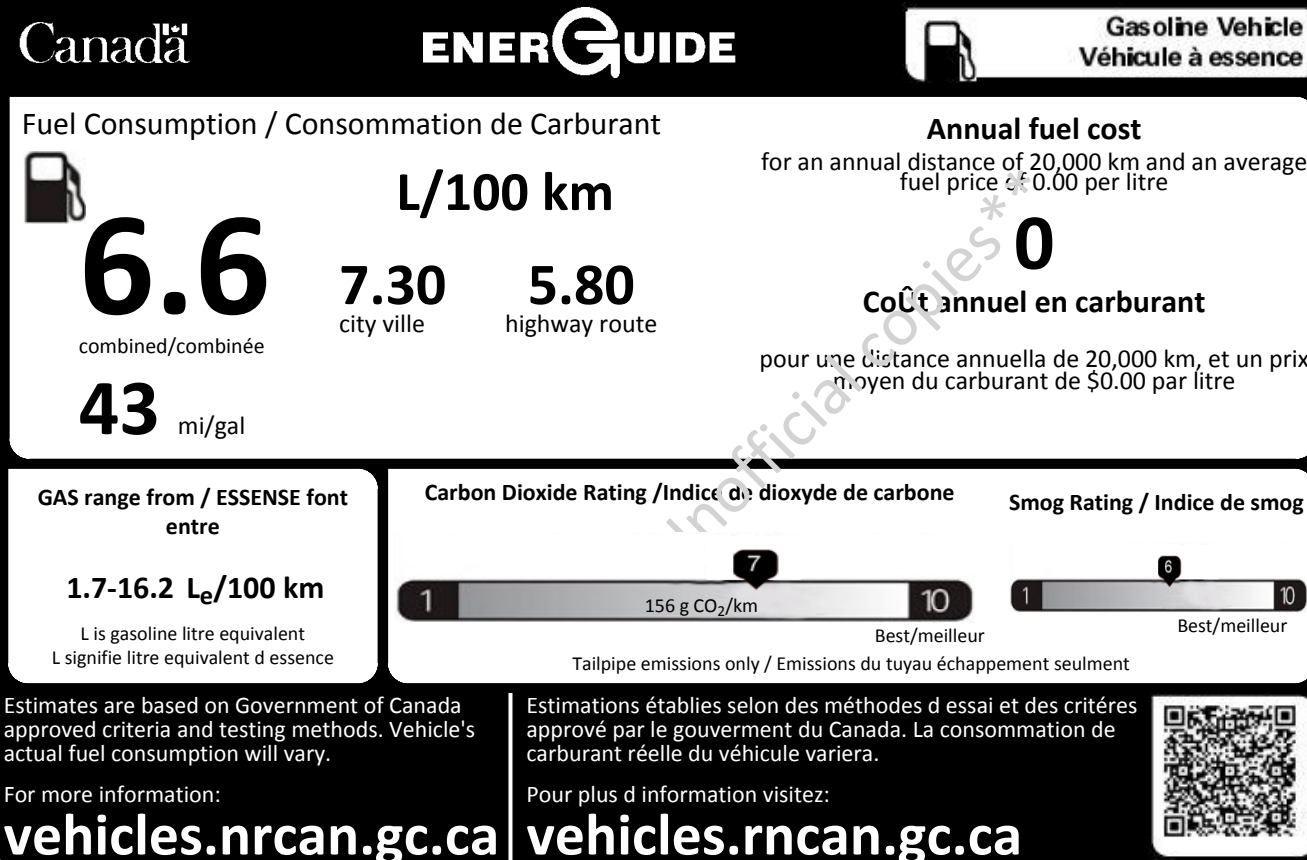 Canada
ENERGUIDE
Gasoline Vehicle
Véhicule à essence
Fuel Consumption / Consommation de Carburant
L/100 km
6.6
combined/combinée
7.30
city ville
5.80
highway route
43 mi/gal
Annual fuel cost
for an annual distance of 20,000 km and an average
fuel price of 0.00 per litre
0
CoÛt annuel en carburant
pour une distance annuella de 20,000 km, et un prix
moyen du carburant de $0.00 par litre
nofficial copies**
GAS range from / ESSENSE font
entre
1.7-16.2 Le/100 km
L is gasoline litre equivalent
L signifie litre equivalent d essence
Carbon Dioxide Rating /Indice de dioxyde de carbone
7
1
156 g CO2/km
10
Best/meilleur
Smog Rating / Indice de smog
6
1
10
Best/meilleur
Tailpipe emissions only / Emissions du tuyau échappement seulment
Estimates are based on Government of Canada
approved criteria and testing methods. Vehicle's
actual fuel consumption will vary.
For more information:
vehicles.nrcan.gc.ca
Estimations établies selon des méthodes d essai et des critéres
apprové par le gouverment du Canada. La consommation de
carburant réelle du véhicule variera.
Pour plus d information visitez:
vehicles.rncan.gc.ca